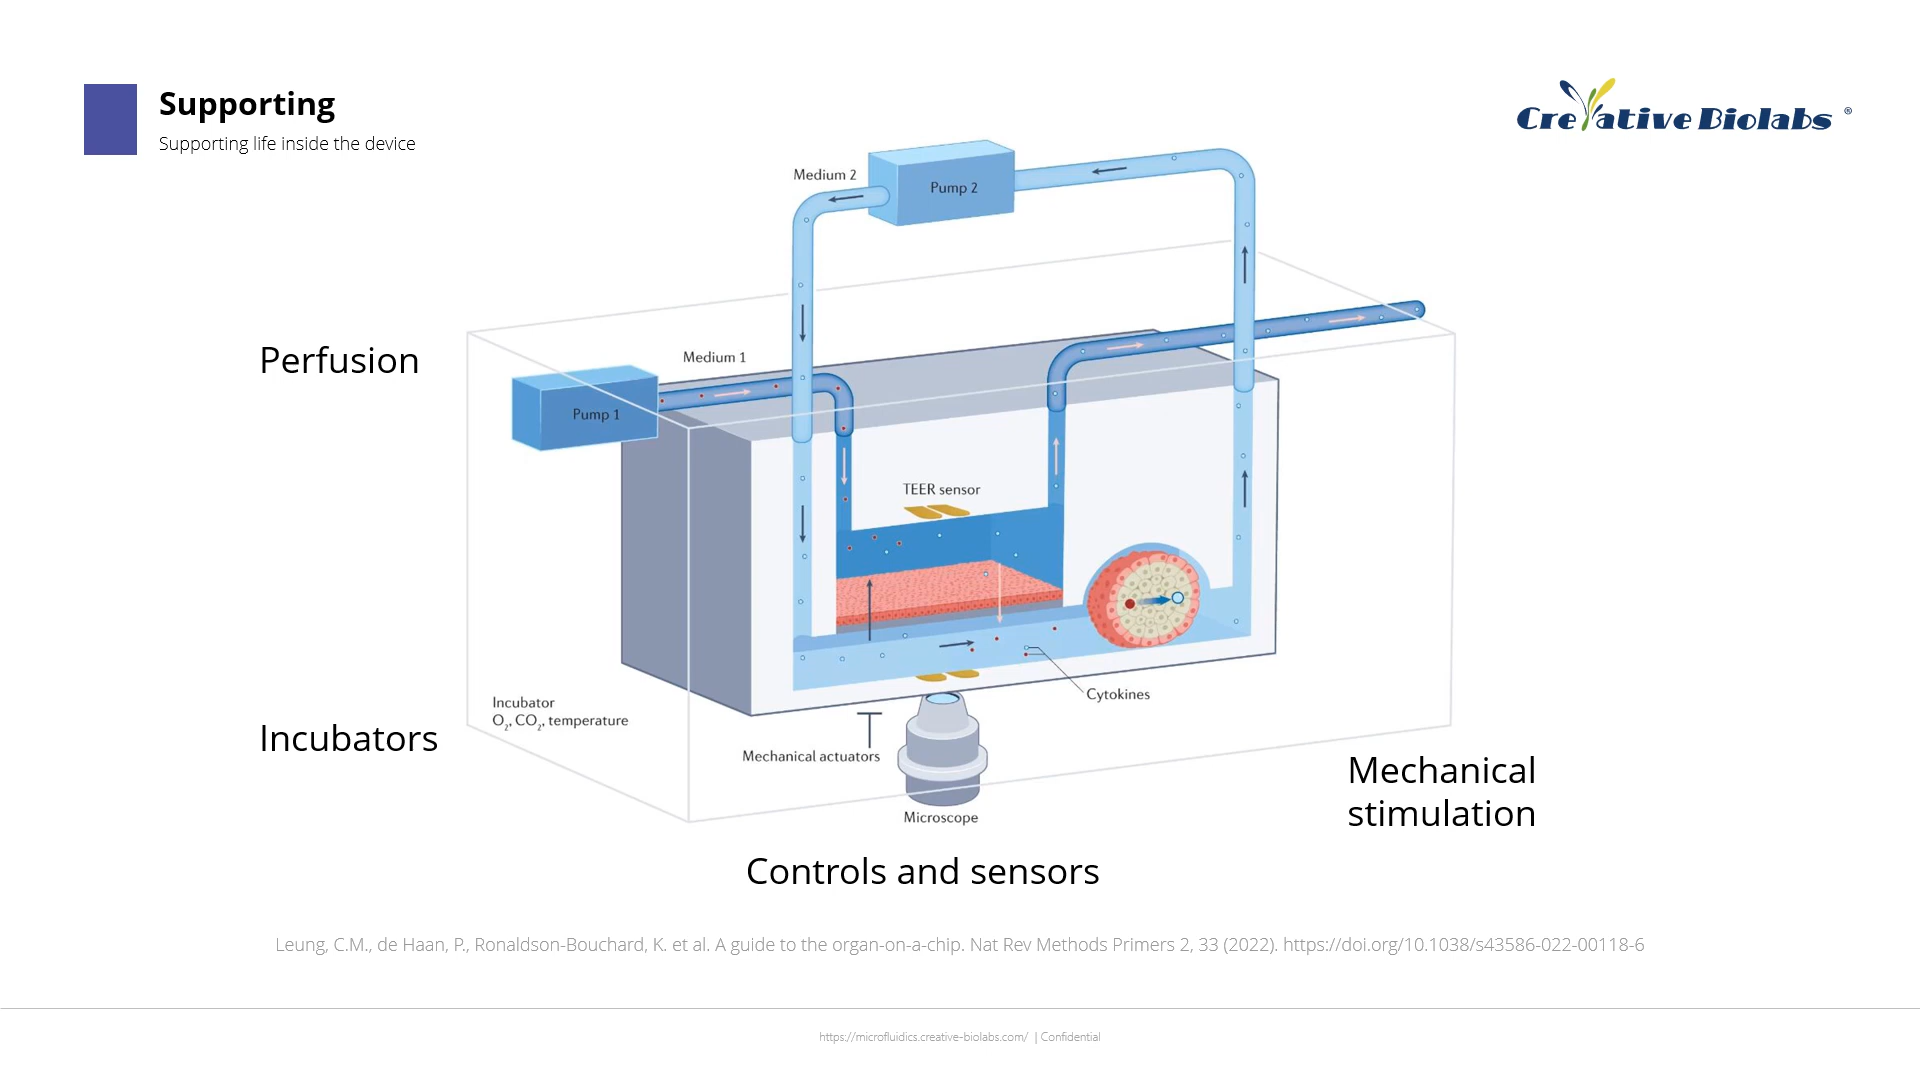 Supporting
Supporting life inside the device
Creative Biolabs ®
Medium 2
Pump 2
Perfusion
Medium 1
Pump 1
TEER sensor
Cytokines
Incubator
O₂, CO₂, temperature
Incubators
Mechanical actuators
Microscope
Mechanical
stimulation
Controls and sensors
Leung, C.M., de Haan, P., Ronaldson-Bouchard, K. et al. A guide to the organ-on-a-chip. Nat Rev Methods Primers 2, 33 (2022). https://doi.org/10.1038/s43586-022-00118-6
https://microfluidics.creative-biolabs.com/ | Confidential